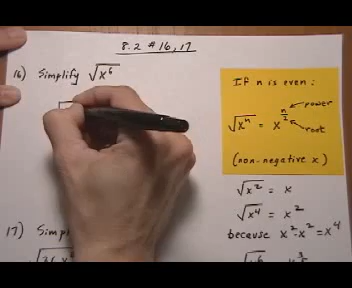 8.2 #16,17
16) Simplify √x⁶
If n is even:
√xⁿ = x^(n/2) power
root
(non-negative x)
√x² = x
√x⁴ = x²
because x²·x² = x⁴
17)